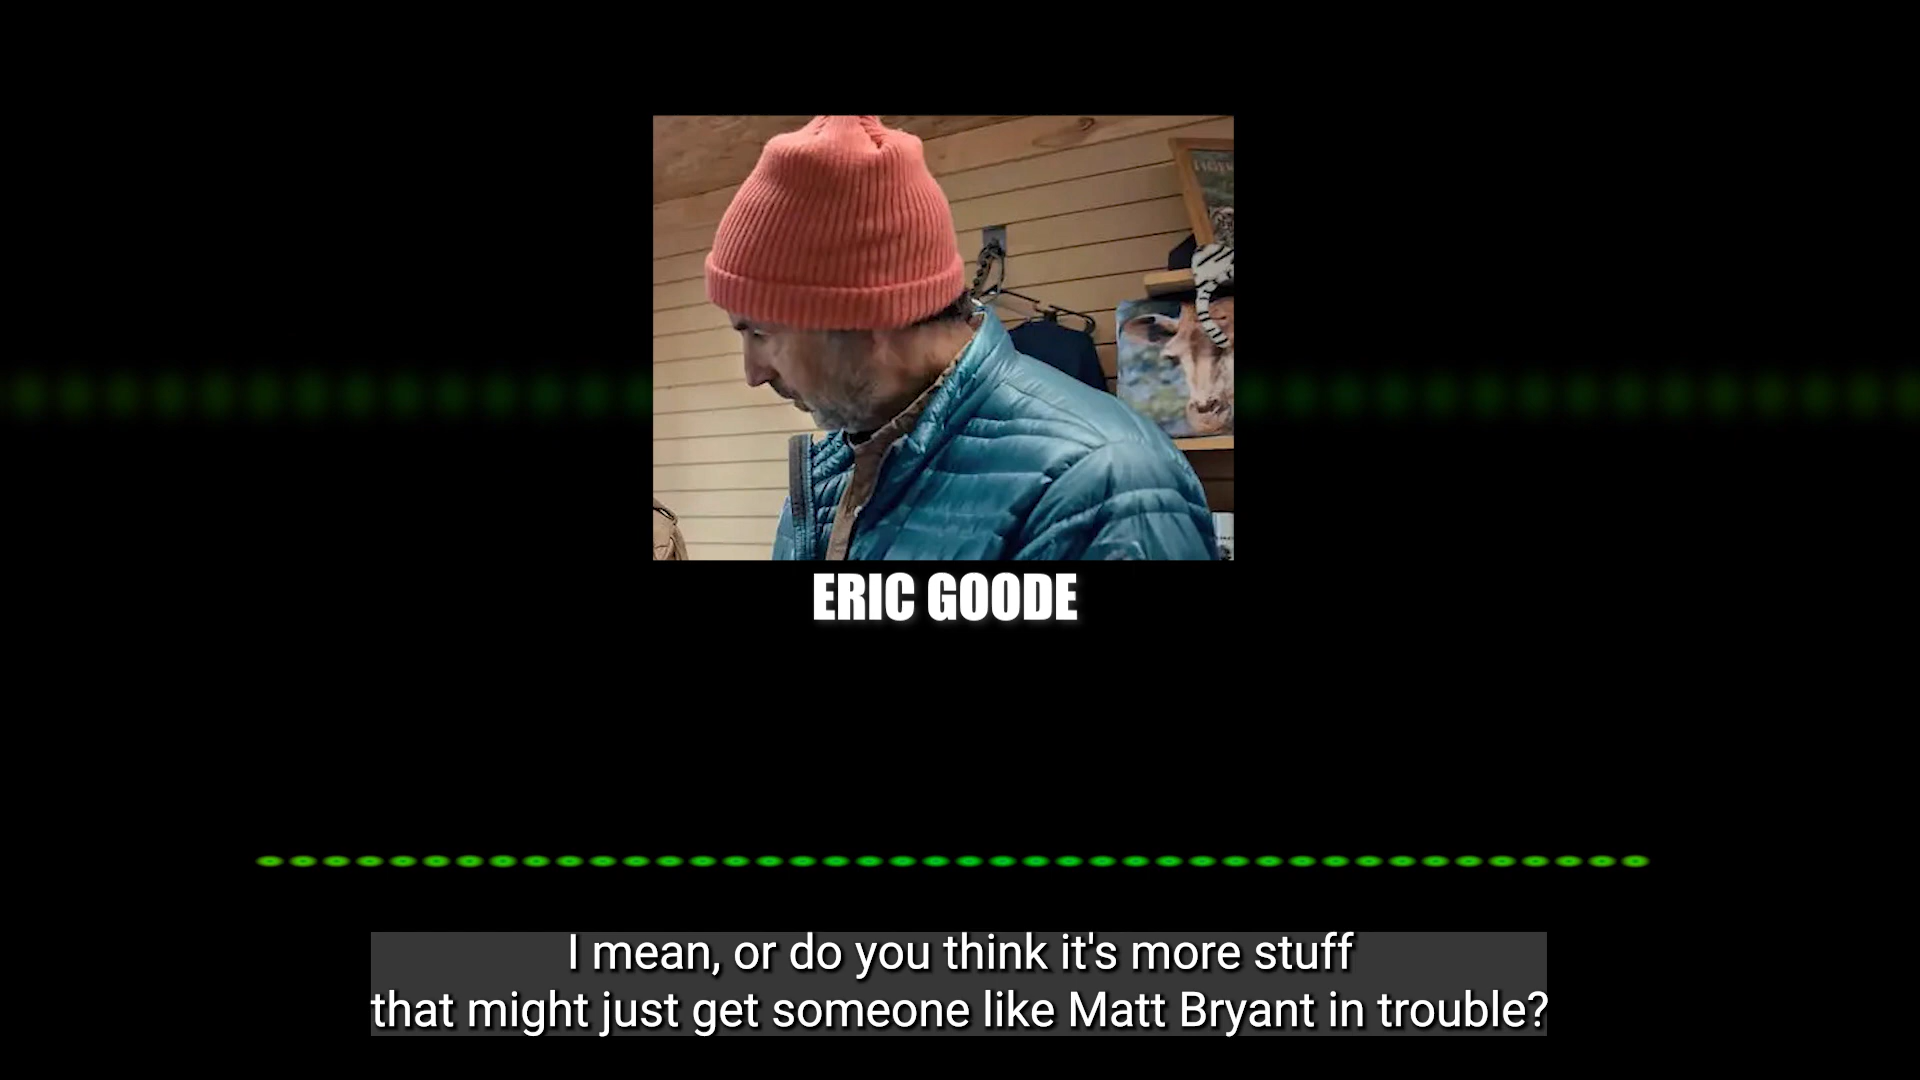 ERIC GOODE
I mean, or do you think it's more stuff
that might just get someone like Matt Bryant in trouble?